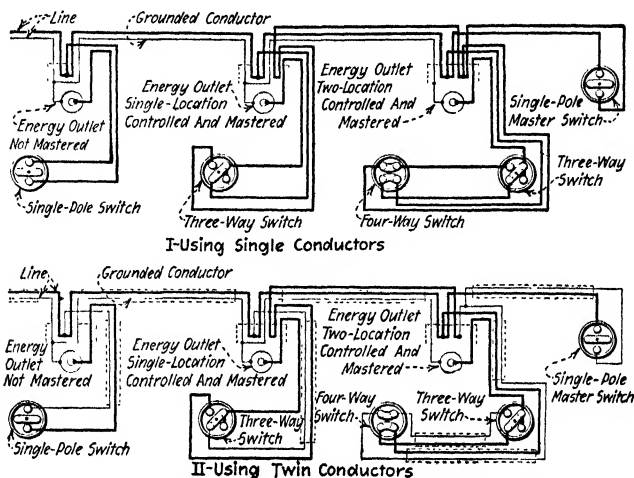 Line
Grounded Conductor
Energy Outlet
Not Mastered
Energy Outlet
Single-Location
Controlled And Mastered
Energy Outlet
Two-Location
Controlled And
Mastered
Single-Pole
Master Switch
Single-Pole Switch
Three-Way Switch
Four-Way Switch
Three-Way
Switch
I-Using Single Conductors
Line
Grounded Conductor
Energy
Outlet
Not Mastered
Energy Outlet
Single-Location
Controlled And Mastered
Energy Outlet
Two-Location
Controlled And
Mastered
Single-Pole
Master Switch
Single-Pole Switch
Three-Way
Switch
Four-Way
Switch
Three-Way
Switch
II-Using Twin Conductors